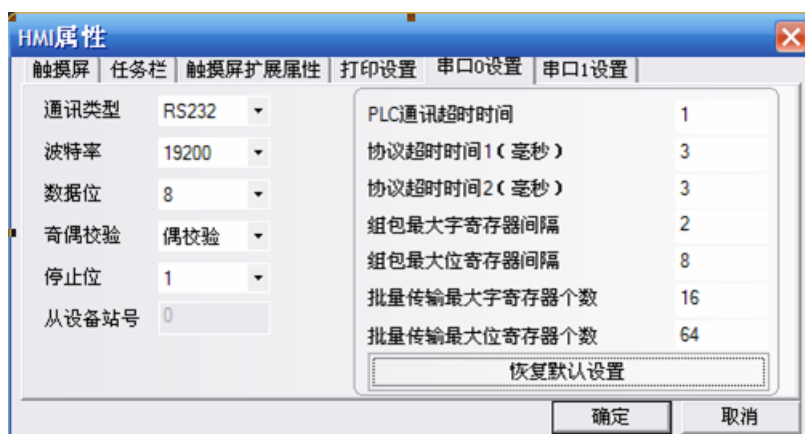 HMI属性
触摸屏 任务栏 触摸屏扩展属性 打印设置 串口0设置 串口1设置
通讯类型 RS232
波特率 19200
数据位 8
奇偶校验 偶校验
停止位 1
从设备站号 0
PLC通讯超时时间 1
协议超时时间1(毫秒) 3
协议超时时间2(毫秒) 3
组包最大字寄存器间隔 2
组包最大位寄存器间隔 8
批量传输最大字寄存器个数 16
批量传输最大位寄存器个数 64
恢复默认设置
确定 取消